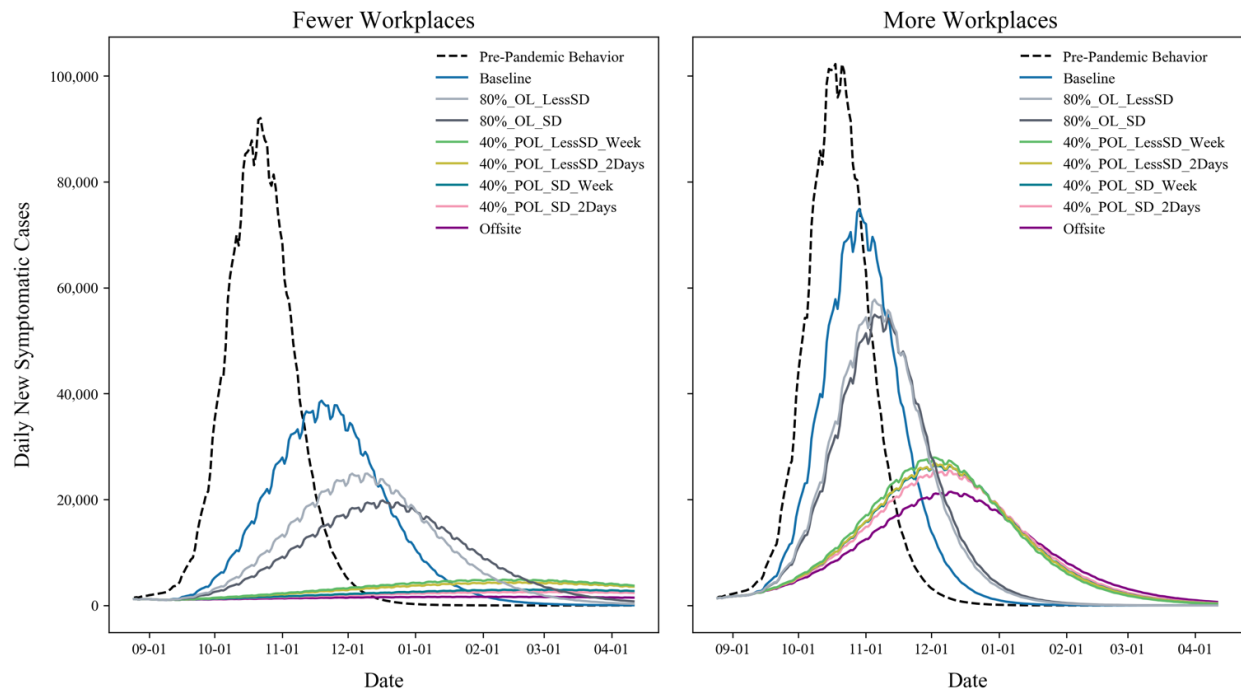 Fewer Workplaces
Pre-Pandemic Behavior
Baseline
80%_OL_LessSD
80%_OL_SD
40%_POL_LessSD_Week
40%_POL_LessSD_2Days
40%_POL_SD_Week
40%_POL_SD_2Days
Offsite
Daily New Symptomatic Cases
100,000
80,000
60,000
40,000
20,000
0
09-01 10-01 11-01 12-01 01-01 02-01 03-01 04-01
Date
More Workplaces
Pre-Pandemic Behavior
Baseline
80%_OL_LessSD
80%_OL_SD
40%_POL_LessSD_Week
40%_POL_LessSD_2Days
40%_POL_SD_Week
40%_POL_SD_2Days
Offsite
09-01 10-01 11-01 12-01 01-01 02-01 03-01 04-01
Date